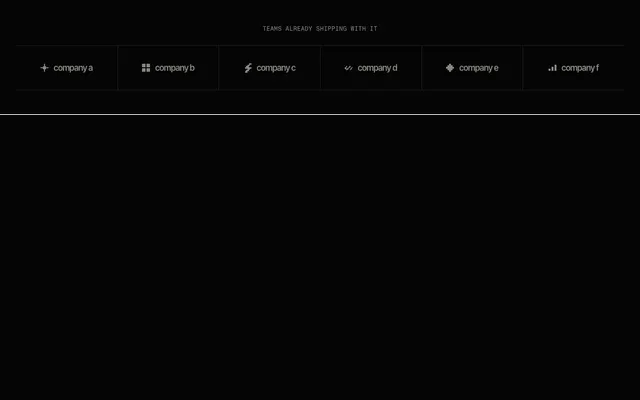 TEAMS ALREADY SHIPPING WITH IT
company a
company b
company c
company d
company e
company f